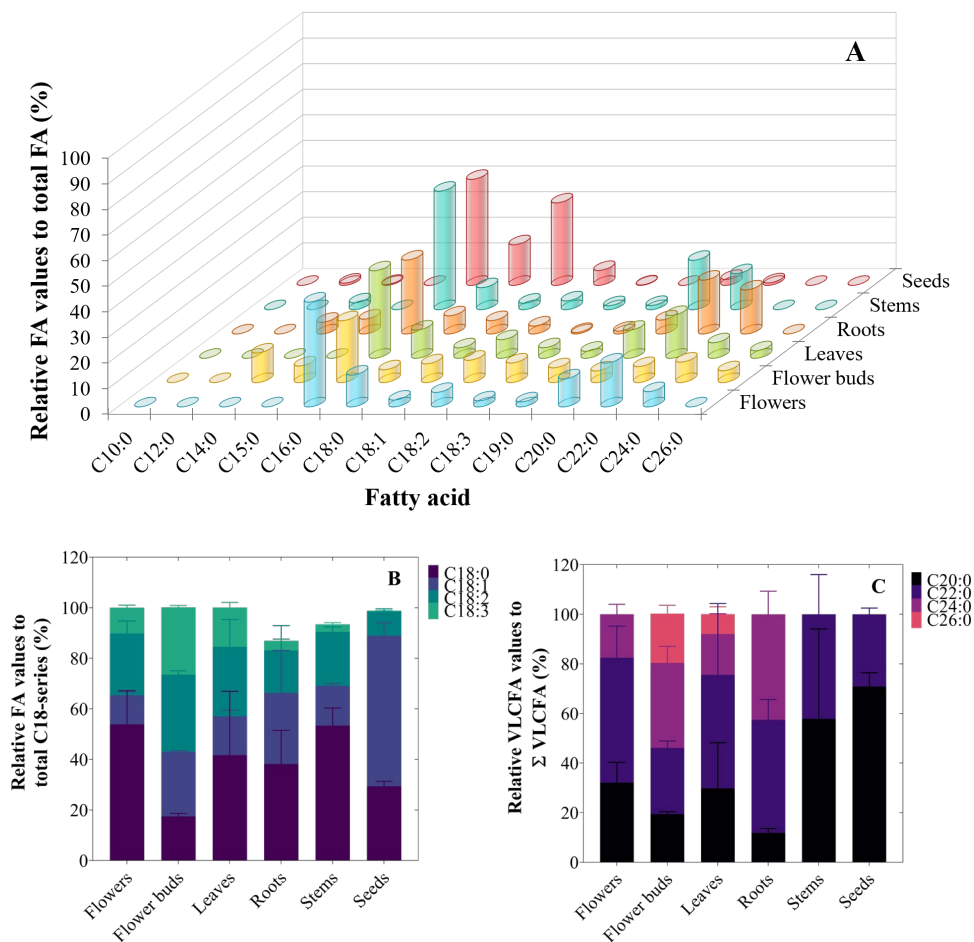 A
Relative FA values to total FA (%)
100
90
80
70
60
50
40
30
20
10
0
Seeds
Stems
Roots
Leaves
Flower buds
Flowers
C10:0
C12:0
C14:0
C15:0
C16:0
C18:0
C18:1
C18:2
C18:3
C19:0
C20:0
C22:0
C24:0
C26:0
Fatty acid
B
Relative FA values to
total C18-series (%)
120
100
80
60
40
20
0
C18:0
C18:1
C18:2
C18:3
Flowers
Flower buds
Leaves
Roots
Stems
Seeds
C
Relative VLCFA values to
Σ VLCFA (%)
120
100
80
60
40
20
0
C20:0
C22:0
C24:0
C26:0
Flowers
Flower buds
Leaves
Roots
Stems
Seeds